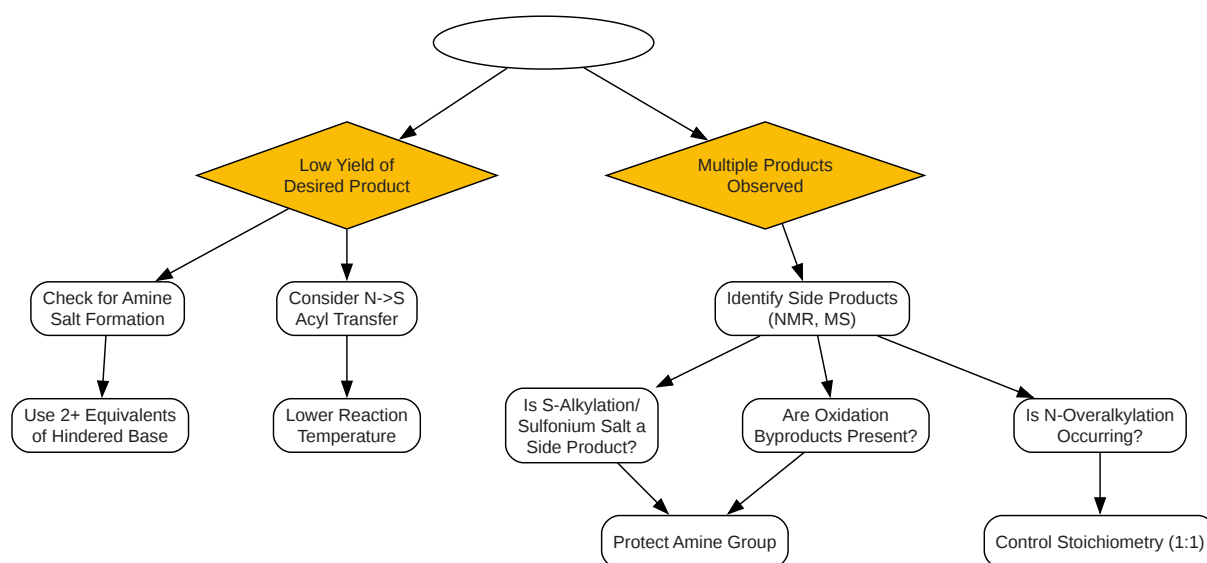 Low Yield of
Desired Product
Multiple Products
Observed
Check for Amine
Salt Formation
Consider N->S
Acyl Transfer
Identify Side Products
(NMR, MS)
Use 2+ Equivalents
of Hindered Base
Lower Reaction
Temperature
Is S-Alkylation/
Sulfonium Salt a
Side Product?
Are Oxidation
Byproducts Present?
Is N-Overalkylation
Occurring?
Protect Amine Group
Control Stoichiometry (1:1)